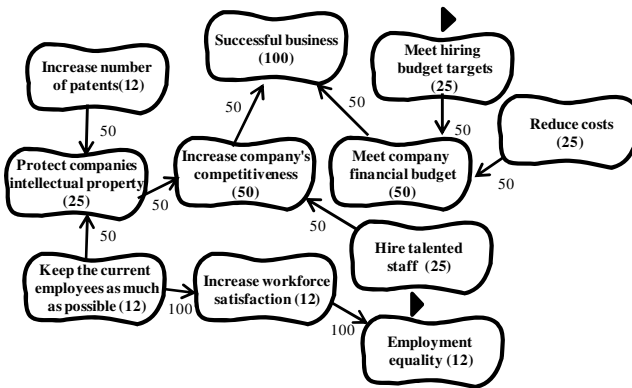 Successful business
(100)
Meet hiring
budget targets
(25)
Increase number
of patents(12)
50
50
50
50
Reduce costs
(25)
Protect companies
intellectual property
(25)
Increase company's
competitiveness
(50)
Meet company
financial budget
(50)
50
50
50
50
Hire talented
staff (25)
Keep the current
employees as much
as possible (12)
Increase workforce
satisfaction (12)
100
100
Employment
equality (12)